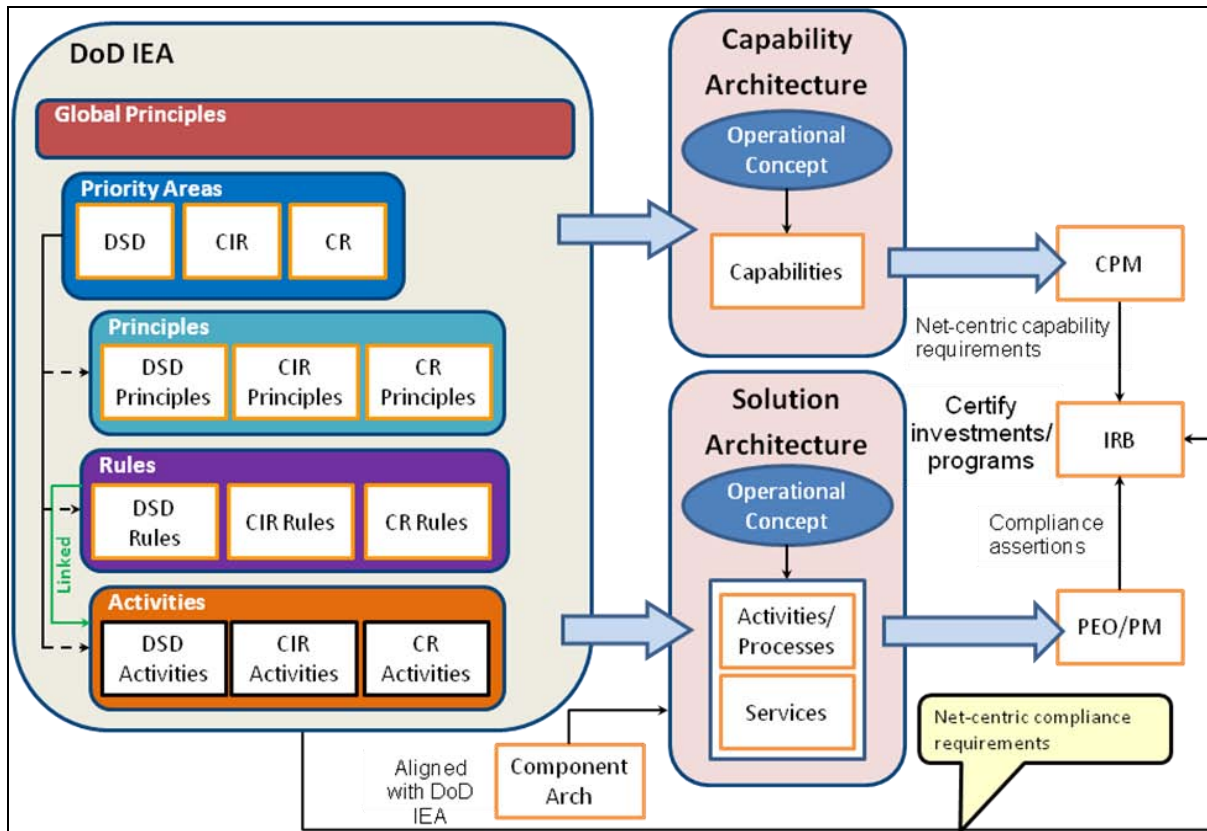 DoD IEA
Global Principles
Priority Areas
DSD
CIR
CR
Principles
DSD
Principles
CIR
Principles
CR
Principles
Rules
DSD
Rules
CIR Rules
CR Rules
Linked
Activities
DSD
Activities
CIR
Activities
CR
Activities
Capability
Architecture
Operational
Concept
Capabilities
CPM
Net-centric capability
requirements
Solution
Architecture
Operational
Concept
Activities/
Processes
Services
Certify
investments/
programs
IRB
Compliance
assertions
PEO/PM
Net-centric compliance
requirements
Aligned
with DoD
IEA
Component
Arch